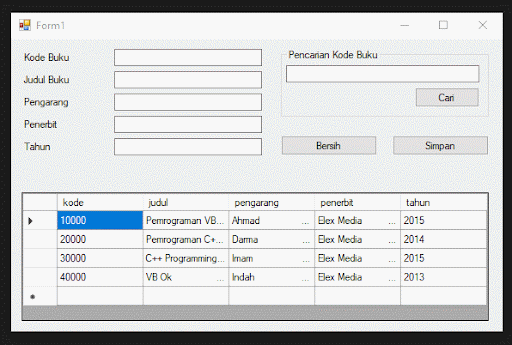 Form1
Kode Buku
Judul Buku
Pengarang
Penerbit
Tahun
Pencarian Kode Buku
Cari
Bersih
Simpan
kode judul pengarang penerbit tahun
10000 Pemrograman VB... Ahmad ... Elex Media ... 2015
20000 Pemrograman C+... Darma ... Elex Media ... 2014
30000 C++ Programming... Imam ... Elex Media ... 2015
40000 VB Ok ... Indah ... Elex Media ... 2013